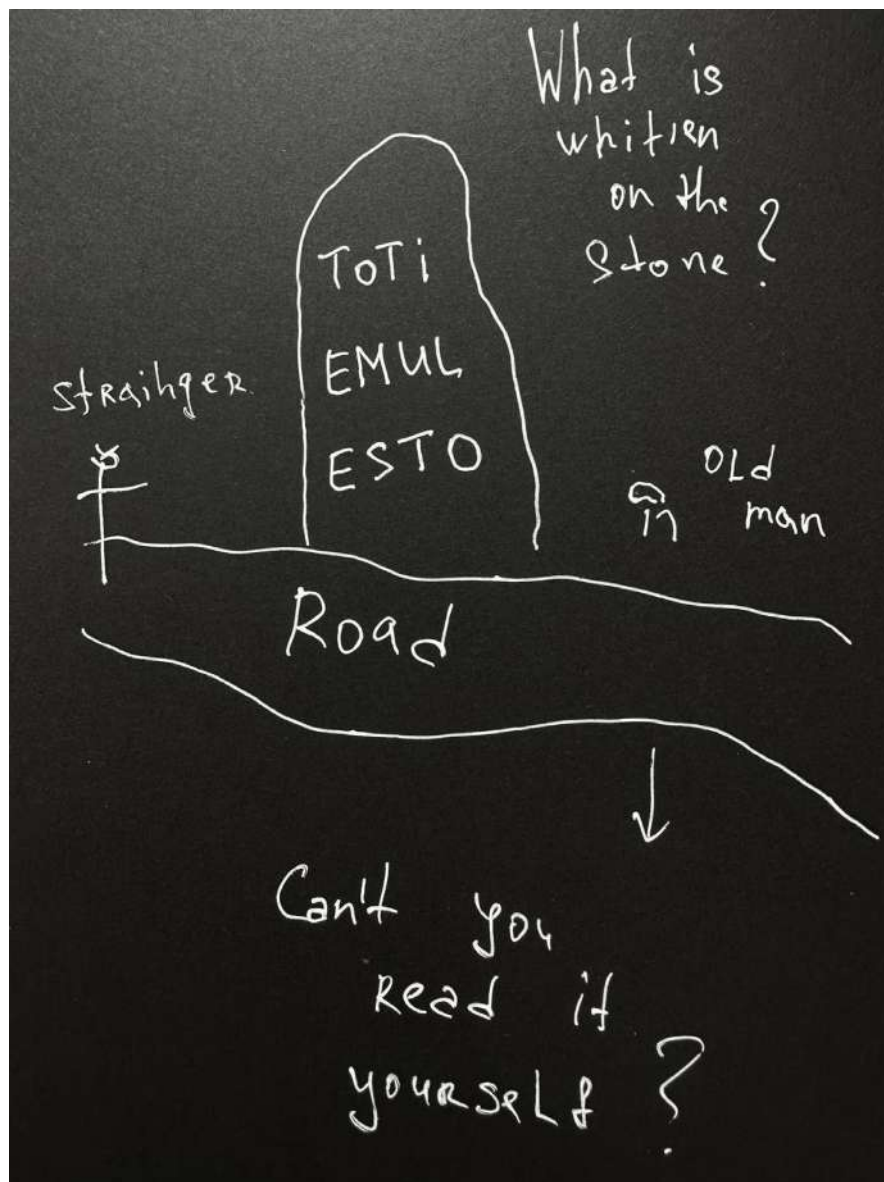 What is
whitien
on the
Stone?
ToTi
EMUL
ESTO
StRaihgeR
OLd
man
Road
Can't you
Read it
yourself?